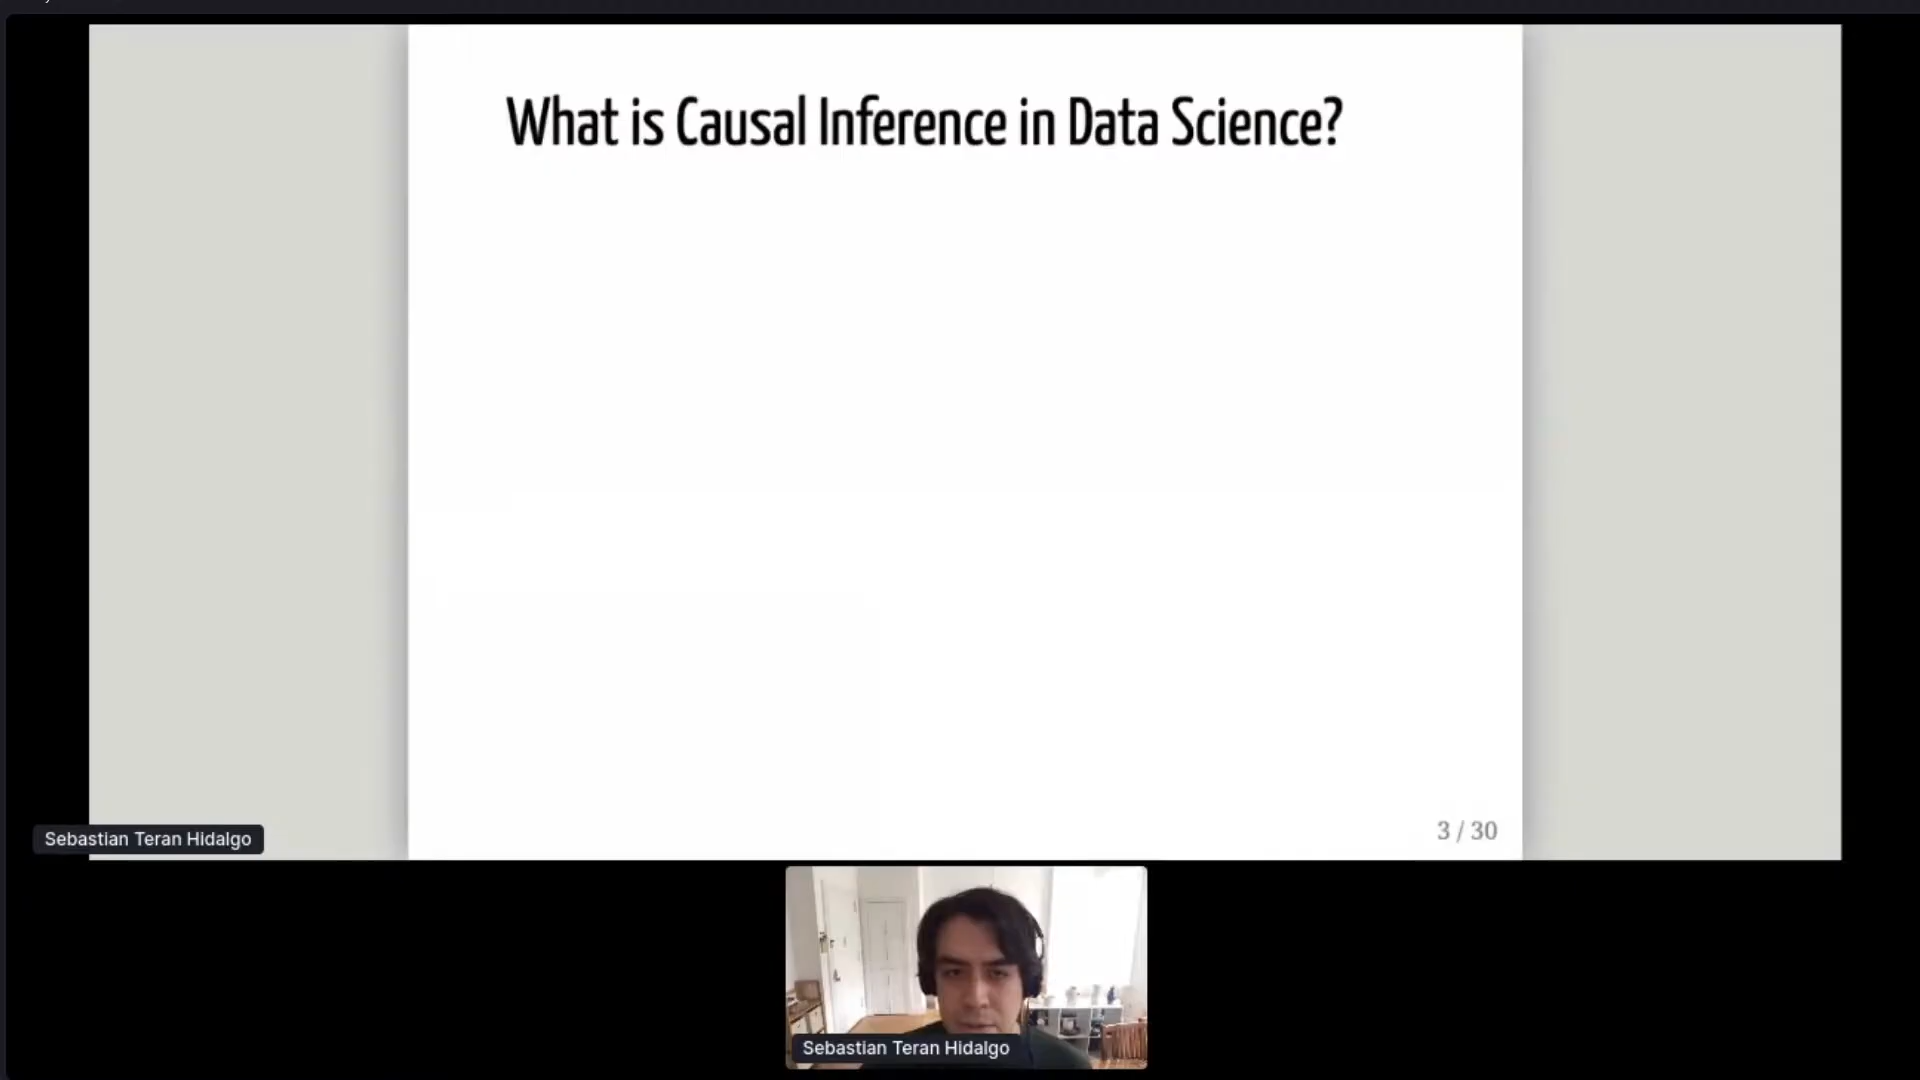 What is Causal Inference in Data Science?
3 / 30
Sebastian Teran Hidalgo
Sebastian Teran Hidalgo